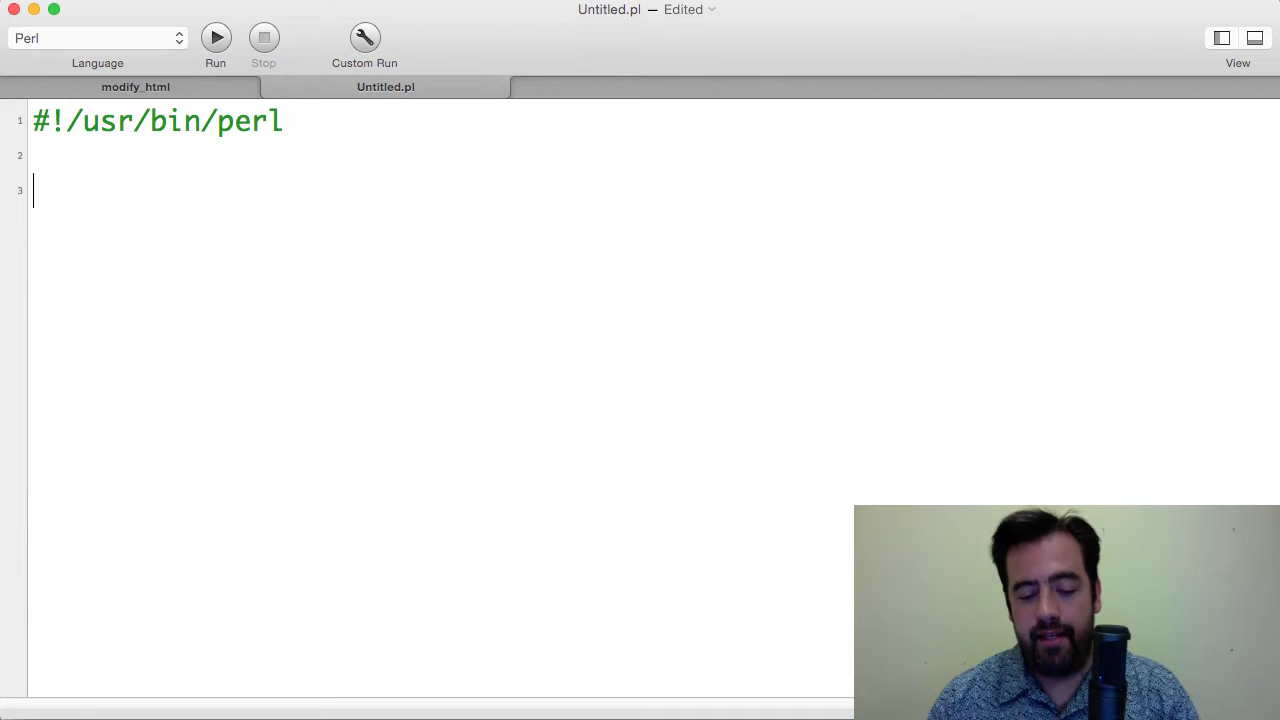 Untitled.pl — Edited
Perl
Language
Run
Stop
Custom Run
View
modify_html
Untitled.pl
1 #!/usr/bin/perl
2
3